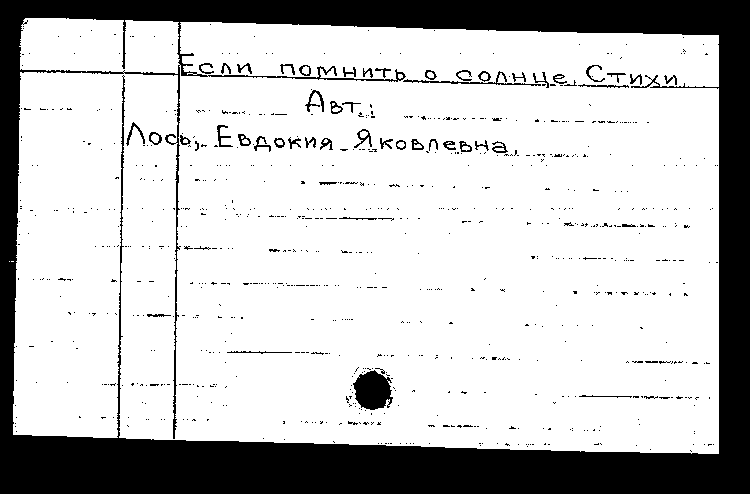 Если помнить о солнце. Стихи.
Авт.:
Лось, Евдокия Яковлевна.